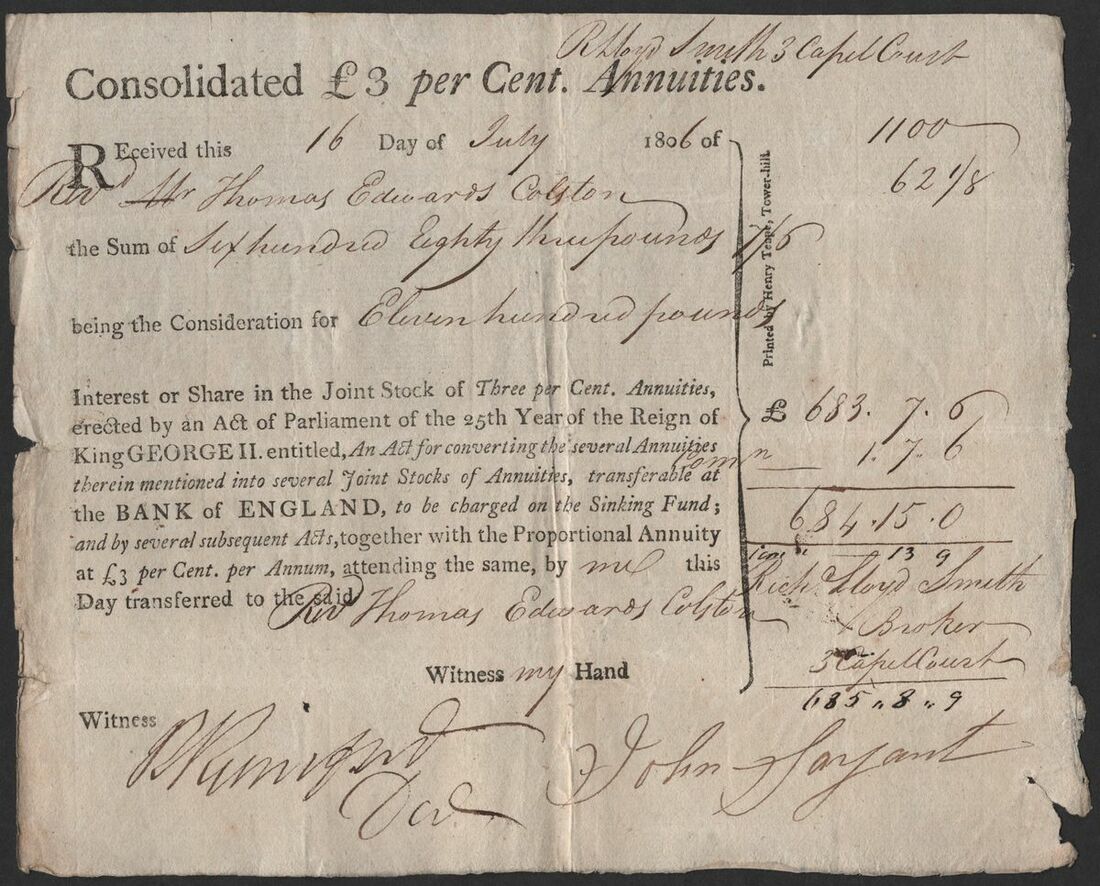 R Lloyd Smith 3 Capel Court
Consolidated £3 per Cent. Annuities.
REceived this 16 Day of July 1806 of
Revd Mr Thomas Edwards Colston
the Sum of Six hundred Eighty three pounds 7/6
being the Consideration for Eleven hundred pounds
Interest or Share in the Joint Stock of Three per Cent. Annuities,
erected by an Act of Parliament of the 25th Year of the Reign of
King GEORGE II. entitled, An Act for converting the several Annuities
therein mentioned into several Joint Stocks of Annuities, transferable at
the BANK of ENGLAND, to be charged on the Sinking Fund;
and by several subsequent Acts, together with the Proportional Annuity
at £3 per Cent. per Annum, attending the same, by me this
Day transferred to the said Revd Thomas Edwards Colston
Witness my Hand
Witness
John Sargant
Printed by Henry Teape, Tower-hill.
1100
62 1/8
£ 683. 7. 6
Comn 1. 7. 6
684. 15. 0
13 9
Richd Lloyd Smith
Broker
3 Capel Court
685 " 8 " 9